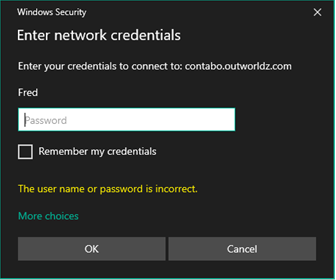 Windows Security
Enter network credentials
Enter your credentials to connect to: contabo.outworldz.com
Fred
Password
Remember my credentials
The user name or password is incorrect.
More choices
OK
Cancel